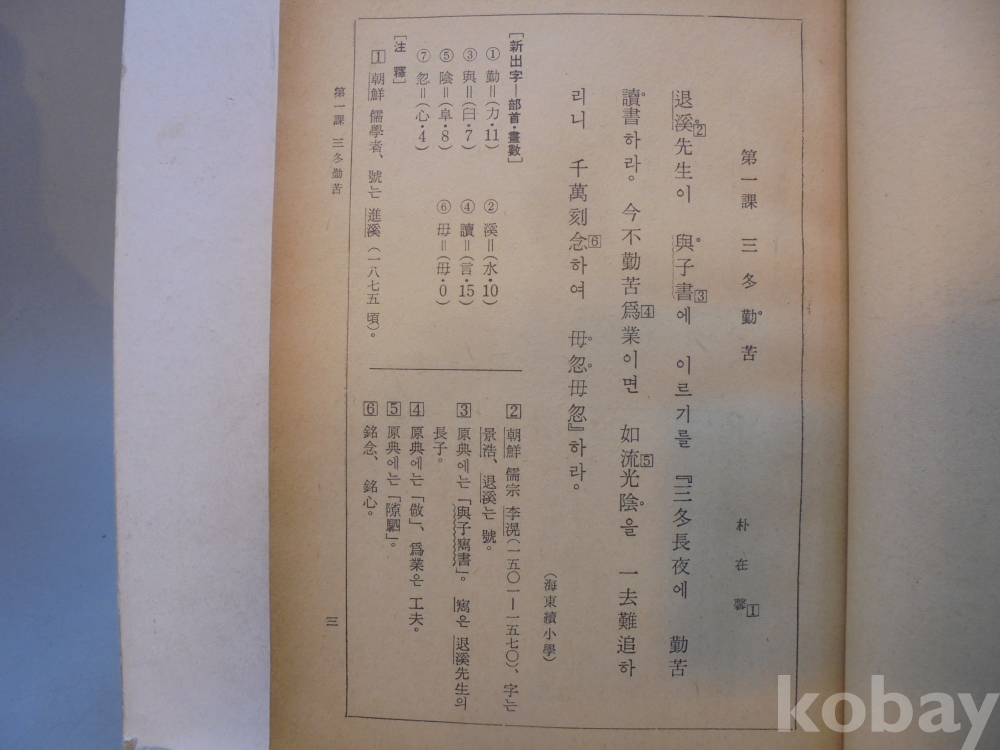 第一課 三冬勤苦
朴在馨 1
退溪2先生이 與子書3에 이르기를 『三冬長夜에 勤苦
讀書하라。今不勤苦爲4業이면 如流5光陰을 一去難追하
리니 千萬刻念6하여 毋忽毋忽』하라。
(海東續小學)
[新出字—部首·畫數]
① 勤=(力·11)
② 溪=(水·10)
③ 與=(臼·7)
④ 讀=(言·15)
⑤ 陰=(阜·8)
⑥ 毋=(毋·0)
⑦ 忽=(心·4)
[注釋]
1 朝鮮 儒學者、號는 進溪(一八七五 頃)。
2 朝鮮 儒宗 李滉(一五〇一—一五七〇)、字는
景浩、退溪는 號。
3 原典에는「與子寯書」。寯은 退溪先生의
長子。
4 原典에는「做」、爲業은 工夫。
5 原典에는「隙駟」。
6 銘念、銘心。
第一課 三冬勤苦
三
kobay